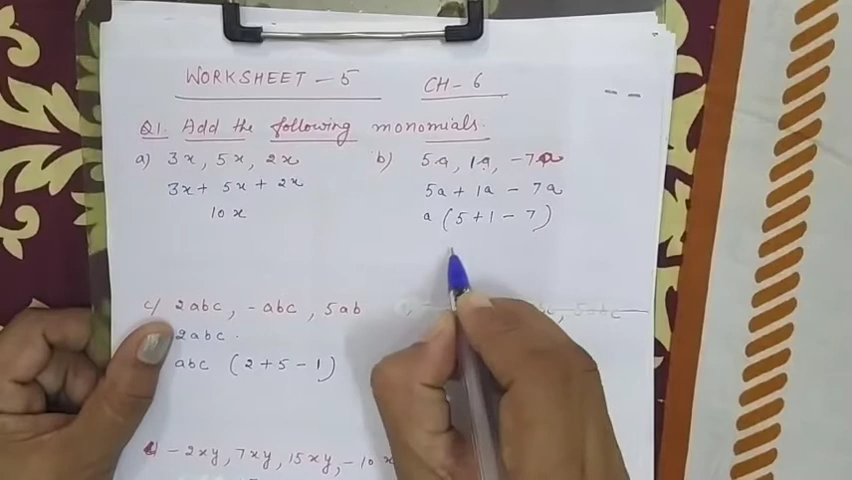 WORKSHEET - 5 CH- 6
Q1. Add the following monomials.
a) 3x, 5x, 2x
3x + 5x + 2x
10x
b) 5a, 1a, -7a
5a + 1a - 7a
a (5+1 - 7)
c) 2abc, -abc, 5ab
2abc.
abc (2+5-1)
-2xy, 7xy, 15xy, -10x